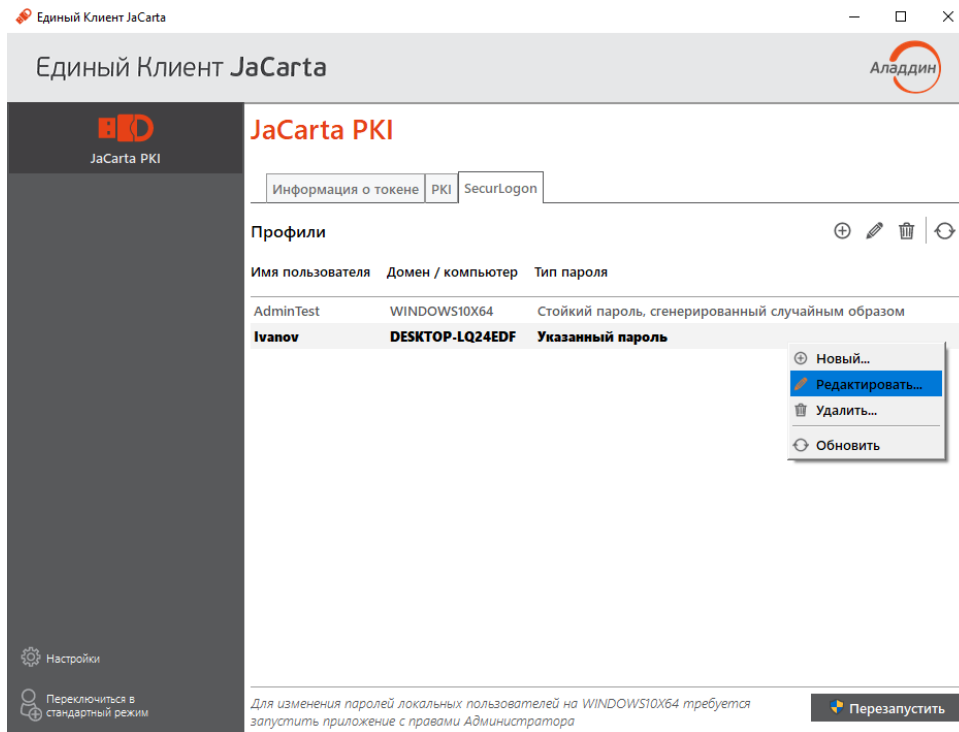 Единый Клиент JaCarta
Единый Клиент JaCarta
Аладдин
JaCarta PKI
JaCarta PKI
Информация о токене PKI SecurLogon
Профили
Имя пользователя Домен / компьютер Тип пароля
AdminTest WINDOWS10X64 Стойкий пароль, сгенерированный случайным образом
Ivanov DESKTOP-LQ24EDF Указанный пароль
Новый...
Редактировать...
Удалить...
Обновить
Настройки
Переключиться в
стандартный режим
Для изменения паролей локальных пользователей на WINDOWS10X64 требуется
запустить приложение с правами Администратора
Перезапустить